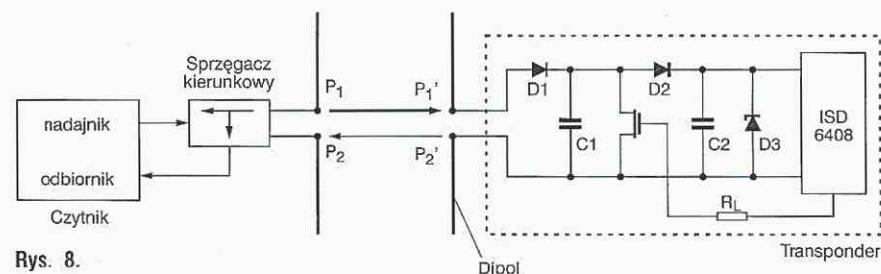 Sprzęgacz
kierunkowy
nadajnik
odbiornik
Czytnik
P1
P1'
P2
P2'
D1
D2
C1
C2
D3
ISD
6408
RL
Transponder
Dipol
Rys. 8.